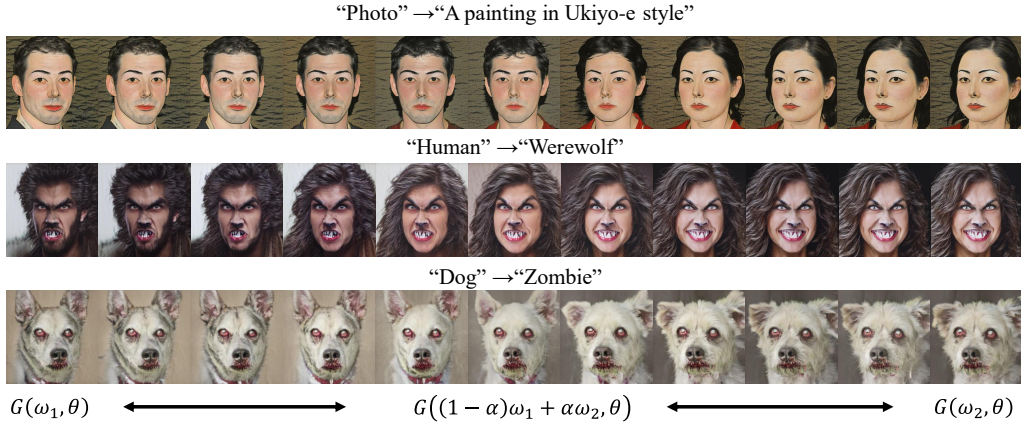 “Photo” →“A painting in Ukiyo-e style”
“Human” →“Werewolf”
“Dog” →“Zombie”
G(ω₁, θ) G((1 − α)ω₁ + αω₂, θ) G(ω₂, θ)